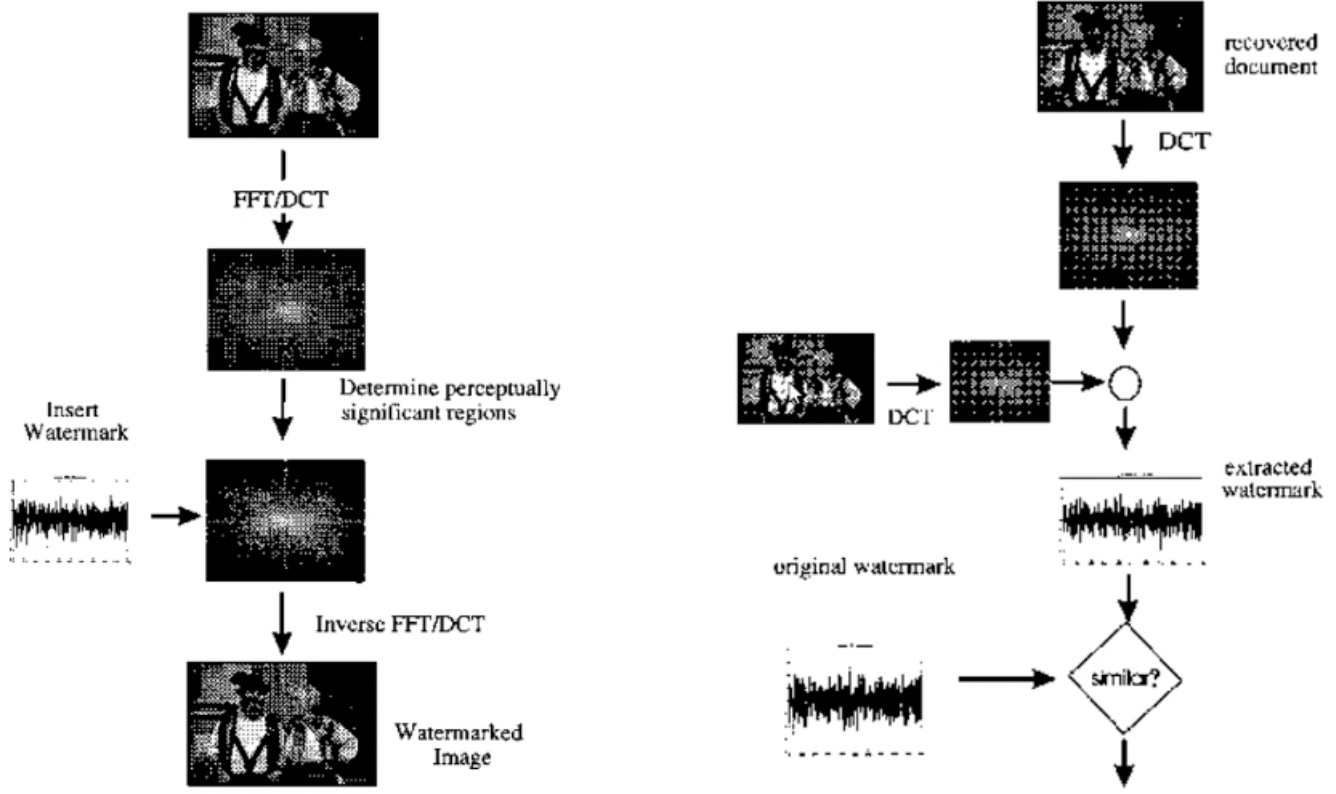 FFT/DCT
Determine perceptually
significant regions
Insert
Watermark
Inverse FFT/DCT
Watermarked
Image
recovered
document
DCT
DCT
extracted
watermark
original watermark
similar?